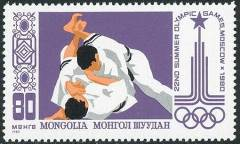 22ND SUMMER OLYMPIC GAMES, MOSCOW × 1980
80
МӨНГӨ
MONGOLIA МОНГОЛ ШУУДАН